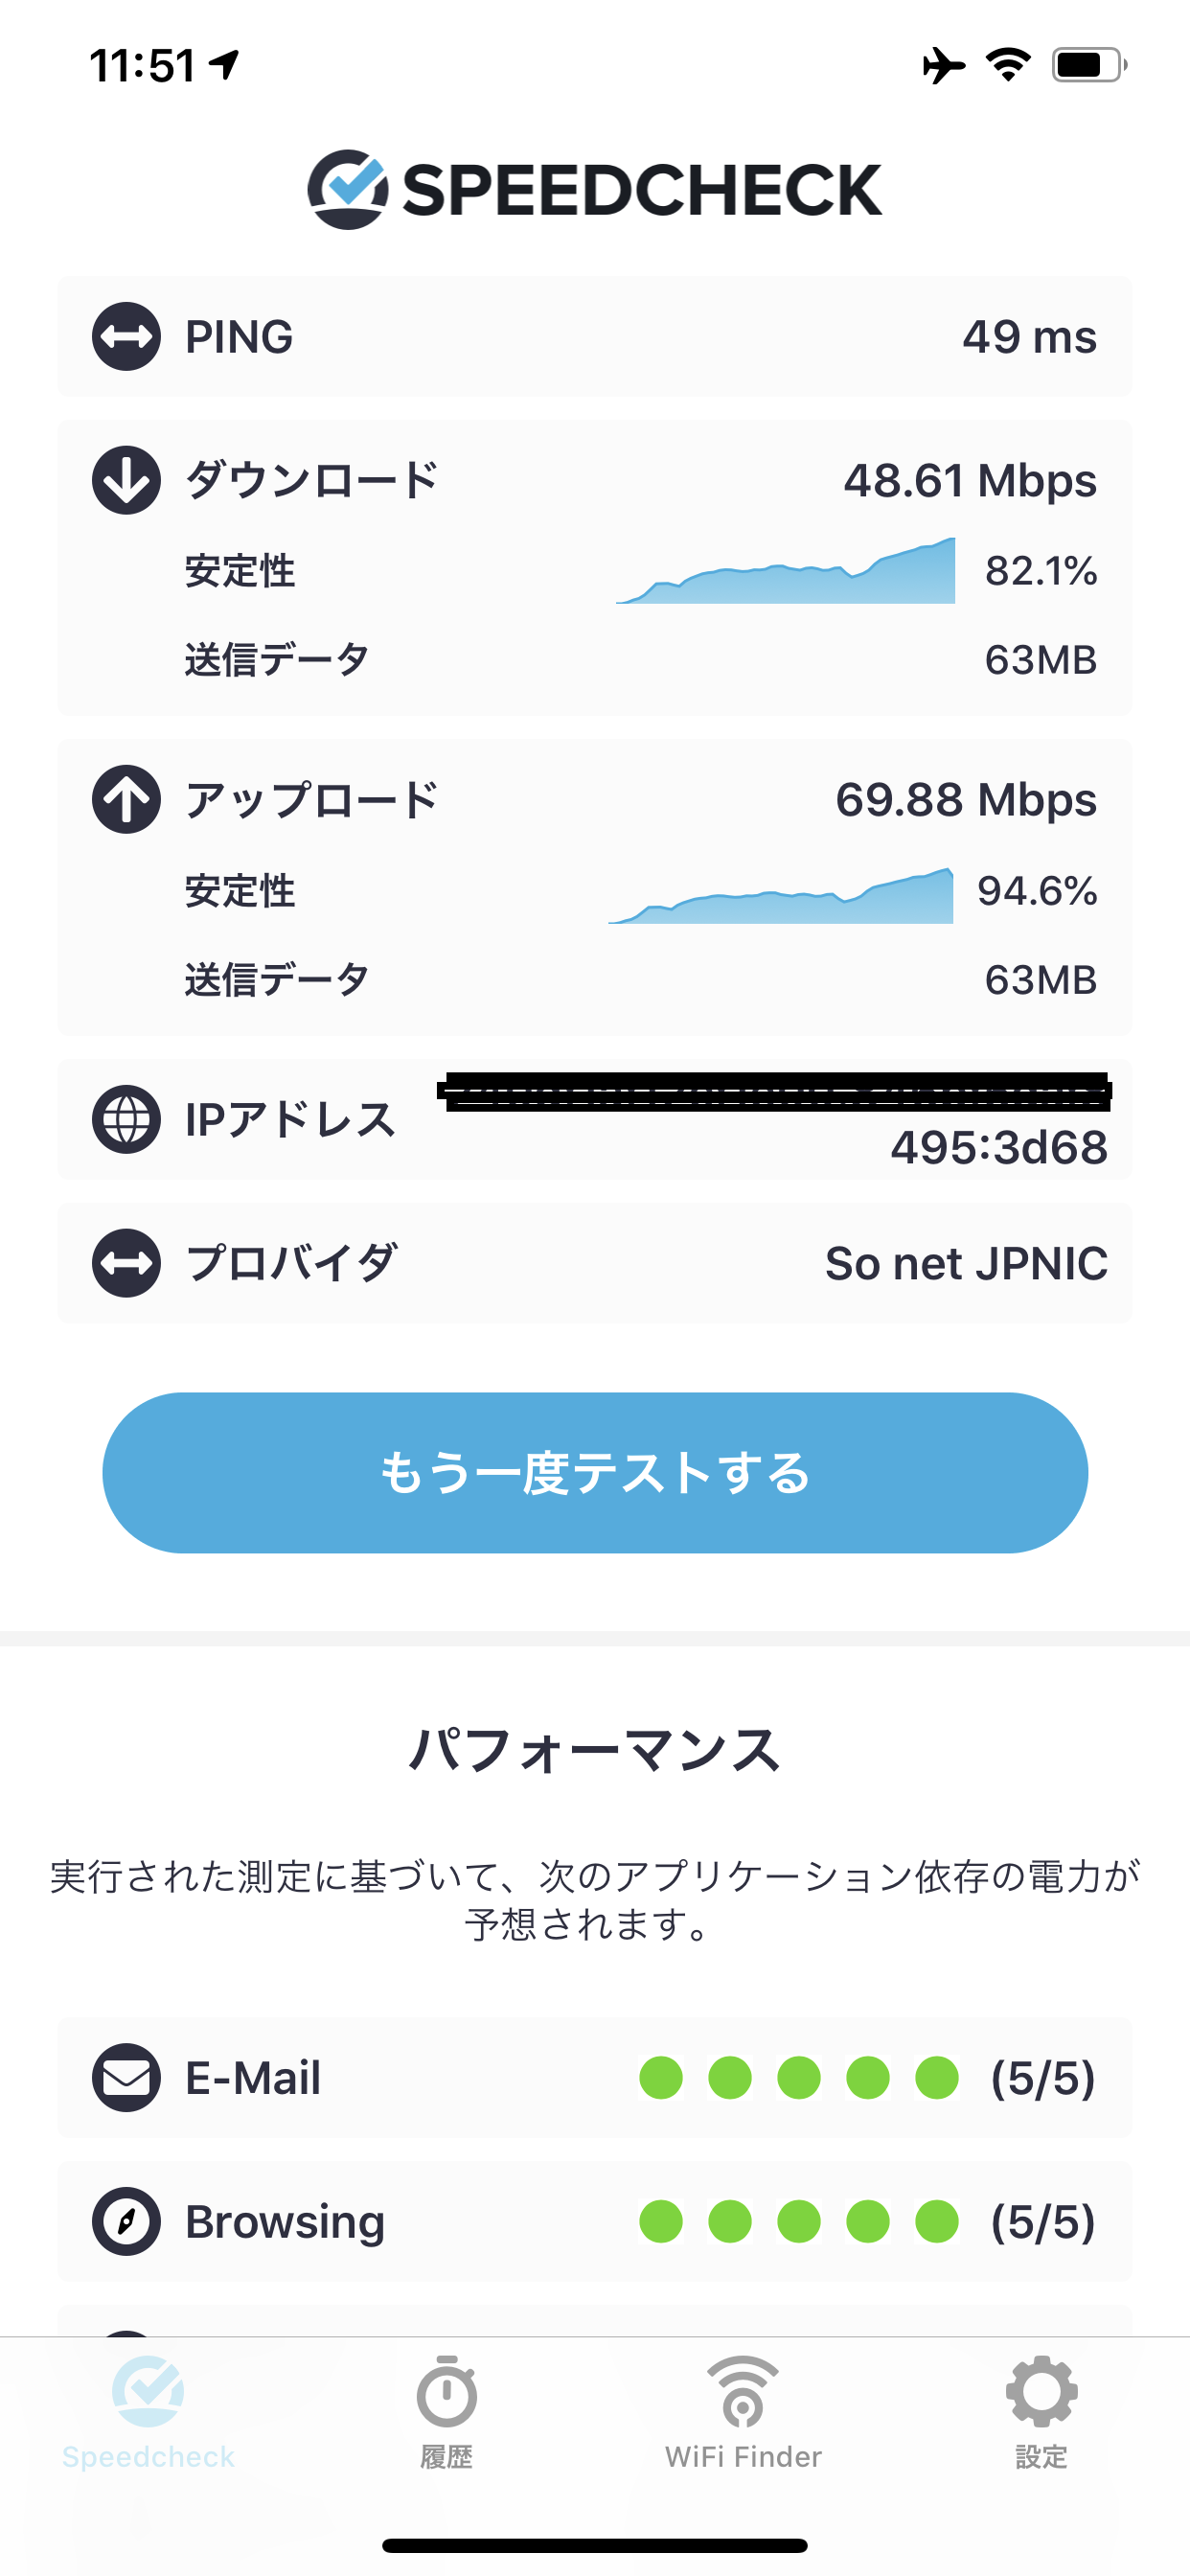 11:51
SPEEDCHECK
PING 49 ms
ダウンロード 48.61 Mbps
安定性 82.1%
送信データ 63MB
アップロード 69.88 Mbps
安定性 94.6%
送信データ 63MB
IPアドレス
495:3d68
プロバイダ So net JPNIC
もう一度テストする
パフォーマンス
実行された測定に基づいて、次のアプリケーション依存の電力が
予想されます。
E-Mail (5/5)
Browsing (5/5)
Speedcheck 履歴 WiFi Finder 設定